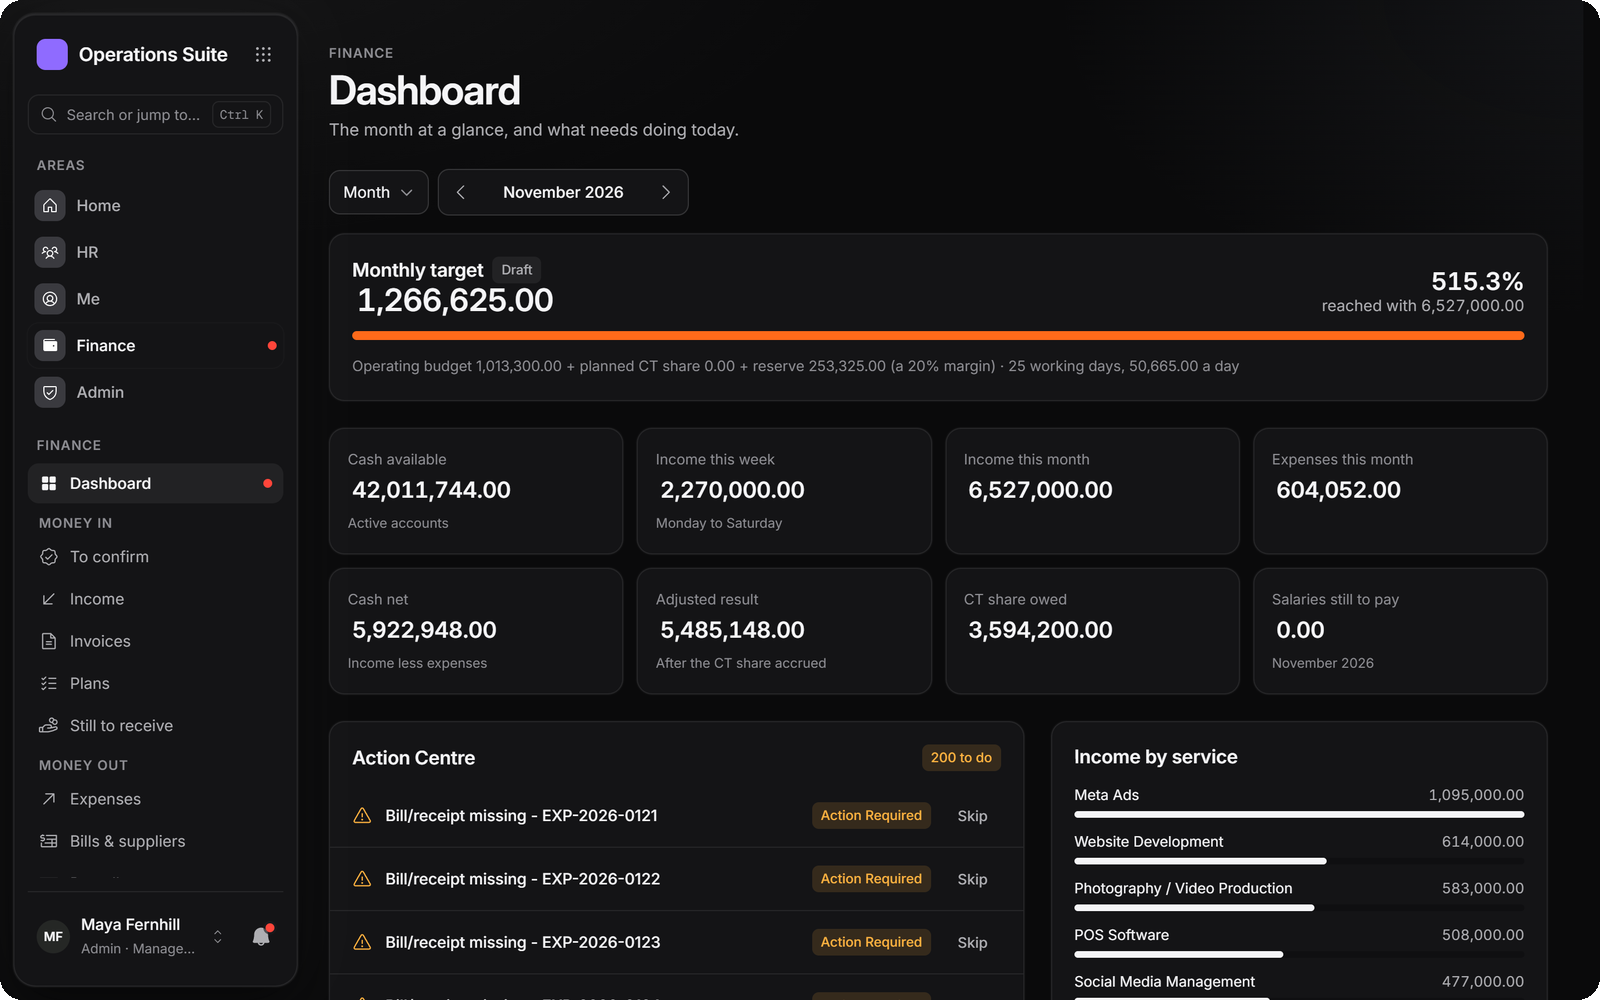 Operations Suite
Search or jump to...
Ctrl K
AREAS
Home
HR
Me
Finance
Admin
FINANCE
Dashboard
MONEY IN
To confirm
Income
Invoices
Plans
Still to receive
MONEY OUT
Expenses
Bills & suppliers
MF
Maya Fernhill
Admin · Manage...
FINANCE
Dashboard
The month at a glance, and what needs doing today.
Month
November 2026
Monthly target
Draft
1,266,625.00
515.3%
reached with 6,527,000.00
Operating budget 1,013,300.00 + planned CT share 0.00 + reserve 253,325.00 (a 20% margin) · 25 working days, 50,665.00 a day
Cash available
42,011,744.00
Active accounts
Income this week
2,270,000.00
Monday to Saturday
Income this month
6,527,000.00
Expenses this month
604,052.00
Cash net
5,922,948.00
Income less expenses
Adjusted result
5,485,148.00
After the CT share accrued
CT share owed
3,594,200.00
Salaries still to pay
0.00
November 2026
Action Centre
200 to do
Bill/receipt missing - EXP-2026-0121
Action Required
Skip
Bill/receipt missing - EXP-2026-0122
Action Required
Skip
Bill/receipt missing - EXP-2026-0123
Action Required
Skip
Income by service
Meta Ads
1,095,000.00
Website Development
614,000.00
Photography / Video Production
583,000.00
POS Software
508,000.00
Social Media Management
477,000.00